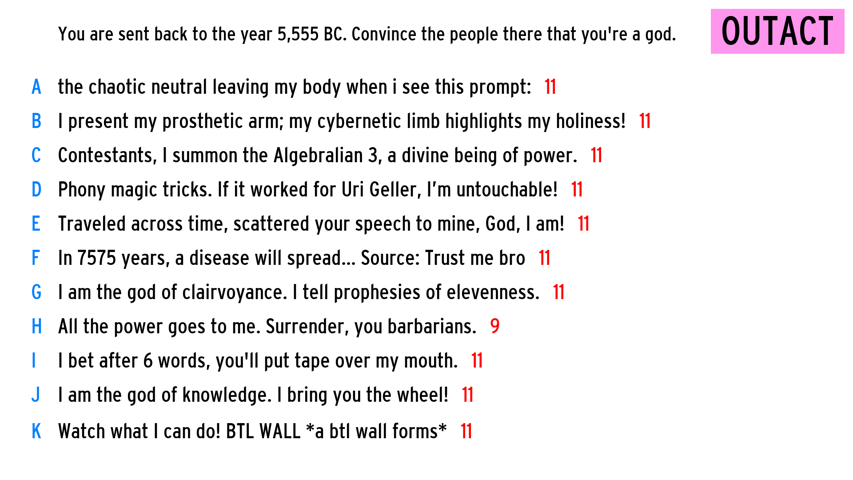 You are sent back to the year 5,555 BC. Convince the people there that you're a god.
OUTACT
A the chaotic neutral leaving my body when i see this prompt: 11
B I present my prosthetic arm; my cybernetic limb highlights my holiness! 11
C Contestants, I summon the Algebralian 3, a divine being of power. 11
D Phony magic tricks. If it worked for Uri Geller, I'm untouchable! 11
E Traveled across time, scattered your speech to mine, God, I am! 11
F In 7575 years, a disease will spread... Source: Trust me bro 11
G I am the god of clairvoyance. I tell prophesies of elevenness. 11
H All the power goes to me. Surrender, you barbarians. 9
I I bet after 6 words, you'll put tape over my mouth. 11
J I am the god of knowledge. I bring you the wheel! 11
K Watch what I can do! BTL WALL *a btl wall forms* 11